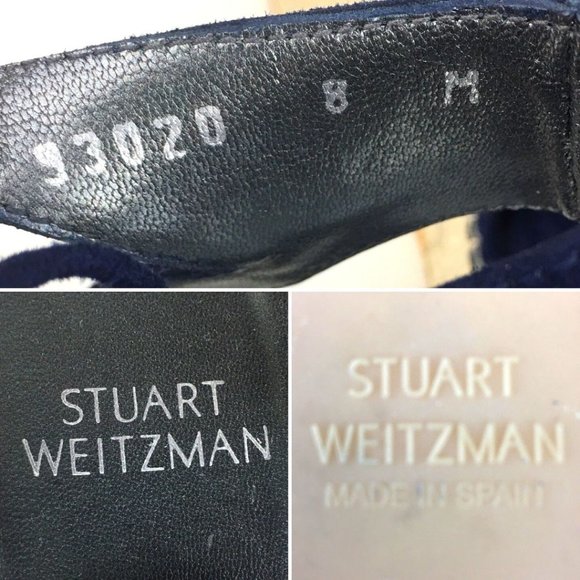 93020 8 M
STUART
WEITZMAN
STUART
WEITZMAN
MADE IN SPAIN